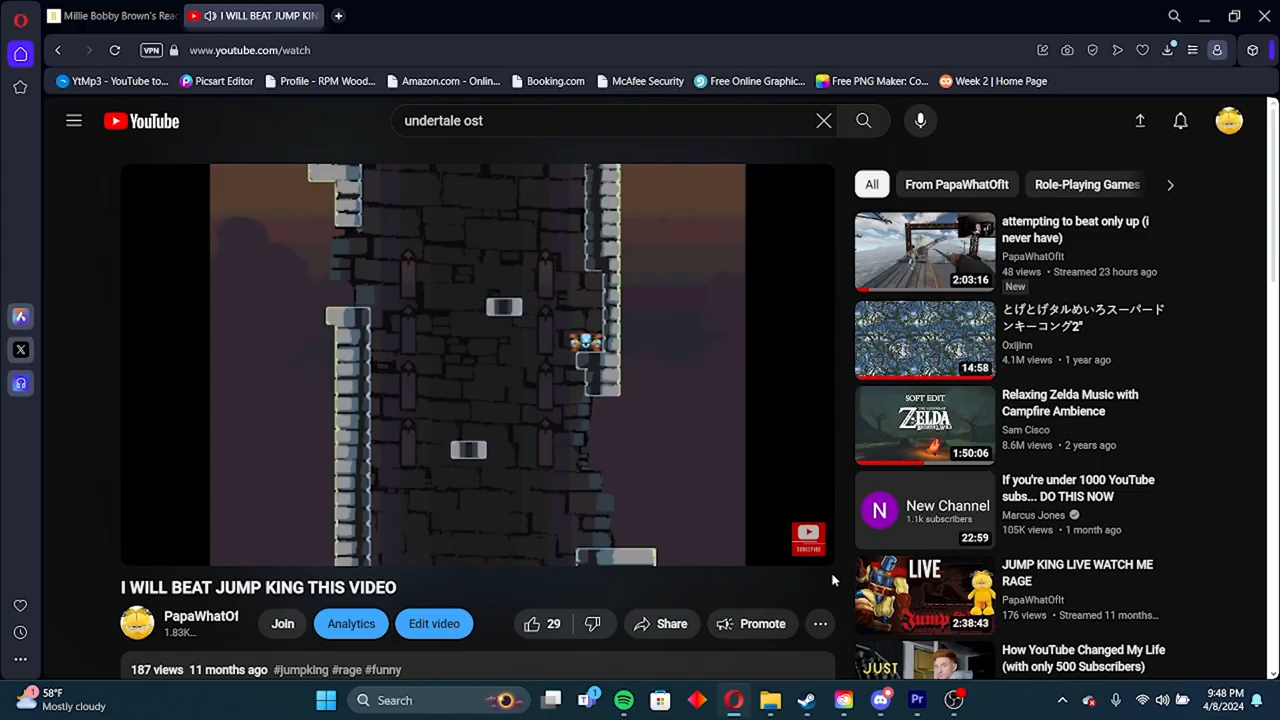 Millie Bobby Brown's Rea
I WILL BEAT JUMP KIN
VPN
www.youtube.com/watch
YtMp3 - YouTube to...
Picsart Editor
Profile - RPM Wood...
Amazon.com - Onlin...
Booking.com
McAfee Security
Free Online Graphic...
Free PNG Maker: Co...
Week 2 | Home Page
YouTube
undertale ost
All
From PapaWhatOfIt
Role-Playing Games
attempting to beat only up (i
never have)
PapaWhatOfIt
48 views • Streamed 23 hours ago
New
2:03:16
とげとげタルめいろスーパード
ンキーコング2"
Oxijinn
4.1M views • 1 year ago
14:58
SOFT EDIT
THE LEGEND OF
ZELDA
Relaxing Zelda Music with
Campfire Ambience
Sam Cisco
8.6M views • 2 years ago
1:50:06
N
New Channel
1.1k subscribers
22:59
If you're under 1000 YouTube
subs... DO THIS NOW
Marcus Jones
105K views • 1 month ago
SUBSCRIBE
LIVE
2:38:43
JUMP KING LIVE WATCH ME
RAGE
PapaWhatOfIt
176 views • Streamed 11 months...
JUST
How YouTube Changed My Life
(with only 500 Subscribers)
I WILL BEAT JUMP KING THIS VIDEO
PapaWhatOf
1.83K...
Join
Analytics
Edit video
29
Share
Promote
187 views 11 months ago #jumpking #rage #funny
1
58°F
Mostly cloudy
Search
1
Pr
9:48 PM
4/8/2024